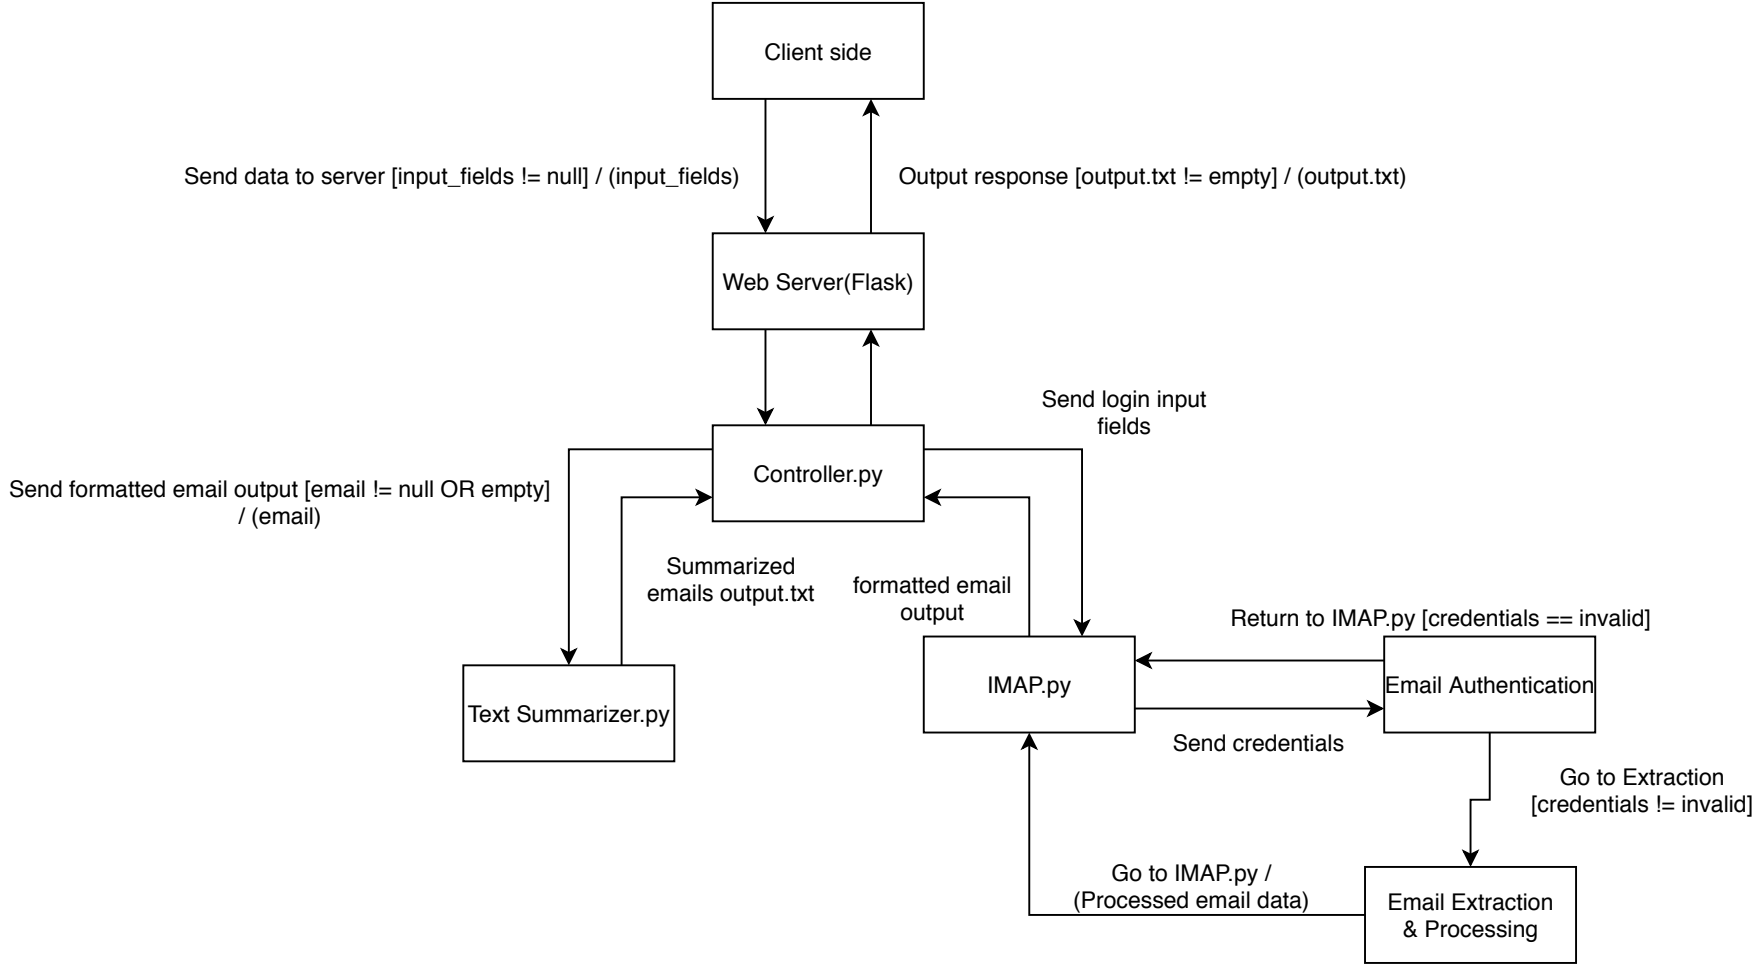 Client side
Send data to server [input_fields != null] / (input_fields)
Output response [output.txt != empty] / (output.txt)
Web Server(Flask)
Send login input
fields
Controller.py
Send formatted email output [email != null OR empty]
/ (email)
Summarized
emails output.txt
formatted email
output
Return to IMAP.py [credentials == invalid]
IMAP.py
Email Authentication
Text Summarizer.py
Send credentials
Go to Extraction
[credentials != invalid]
Go to IMAP.py /
(Processed email data)
Email Extraction
& Processing